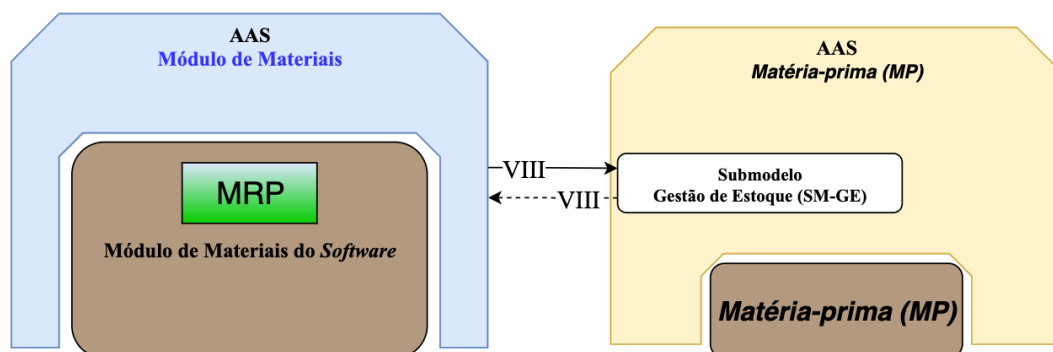 AAS
Módulo de Materiais
MRP
Módulo de Materiais do Software
VIII
VIII
AAS
Matéria-prima (MP)
Submodelo
Gestão de Estoque (SM-GE)
Matéria-prima (MP)